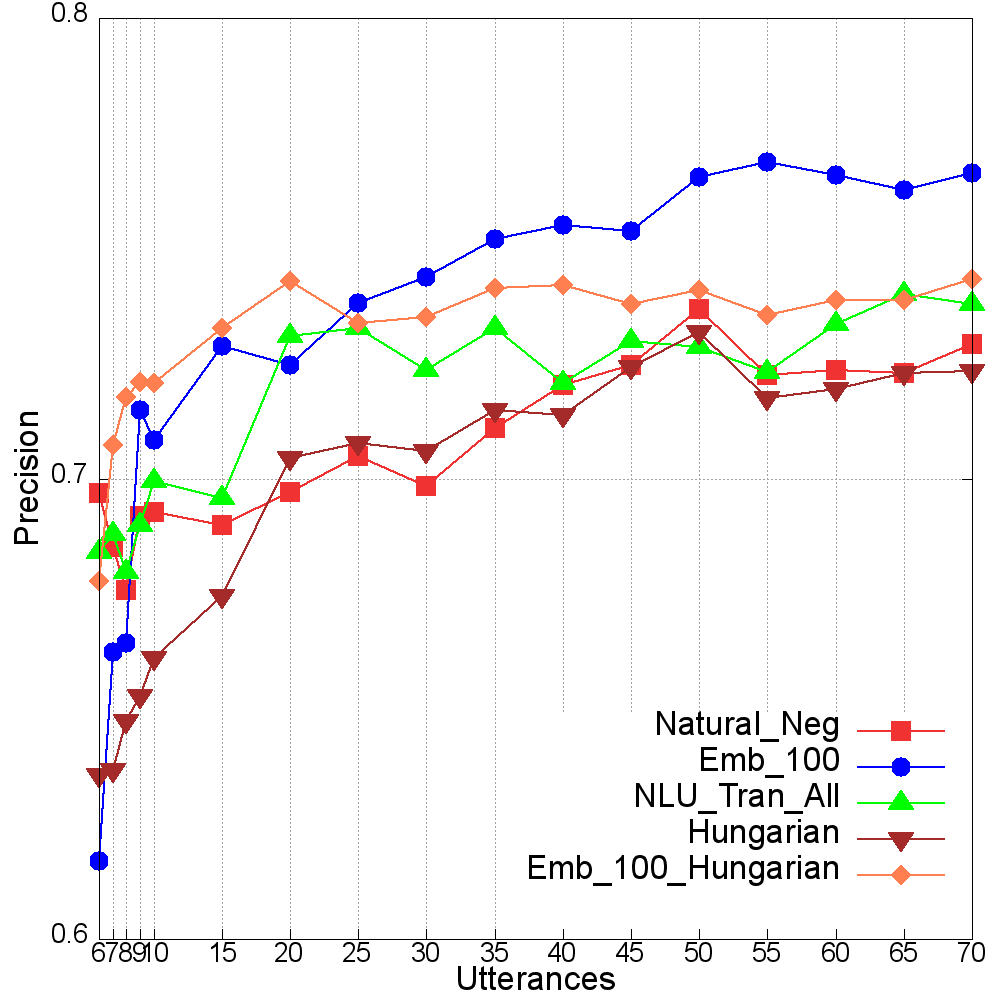 0.8
0.7
0.6
Precision
6 7 8 9 10 15 20 25 30 35 40 45 50 55 60 65 70
Utterances
Natural_Neg
Emb_100
NLU_Tran_All
Hungarian
Emb_100_Hungarian